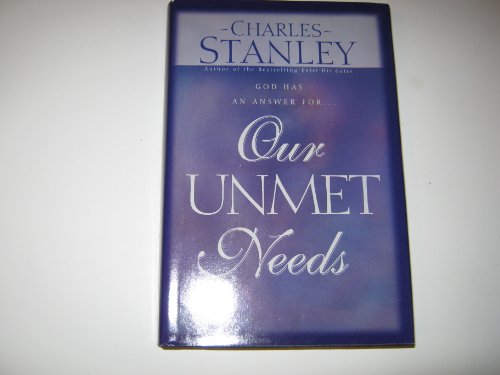 -CHARLES-
STANLEY
Author of the Bestselling Enter His Gates
GOD HAS
AN ANSWER FOR...
Our
UNMET
Needs